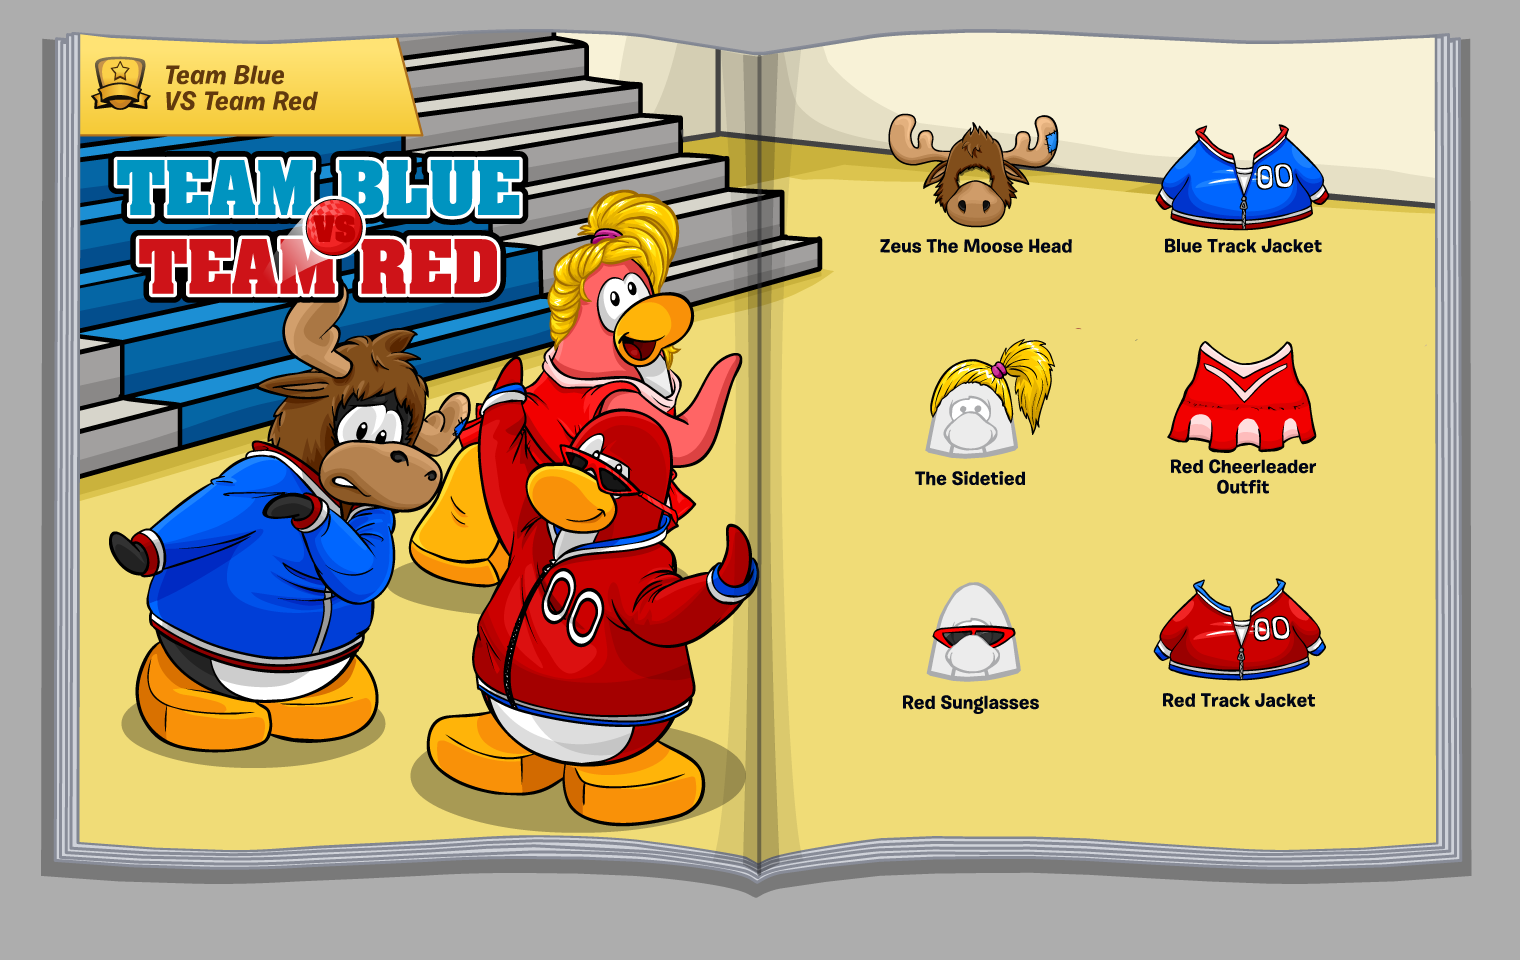 Team Blue
VS Team Red
TEAM BLUE
VS
TEAM RED
00
Zeus The Moose Head
00
Blue Track Jacket
The Sidetied
Red Cheerleader
Outfit
Red Sunglasses
00
Red Track Jacket